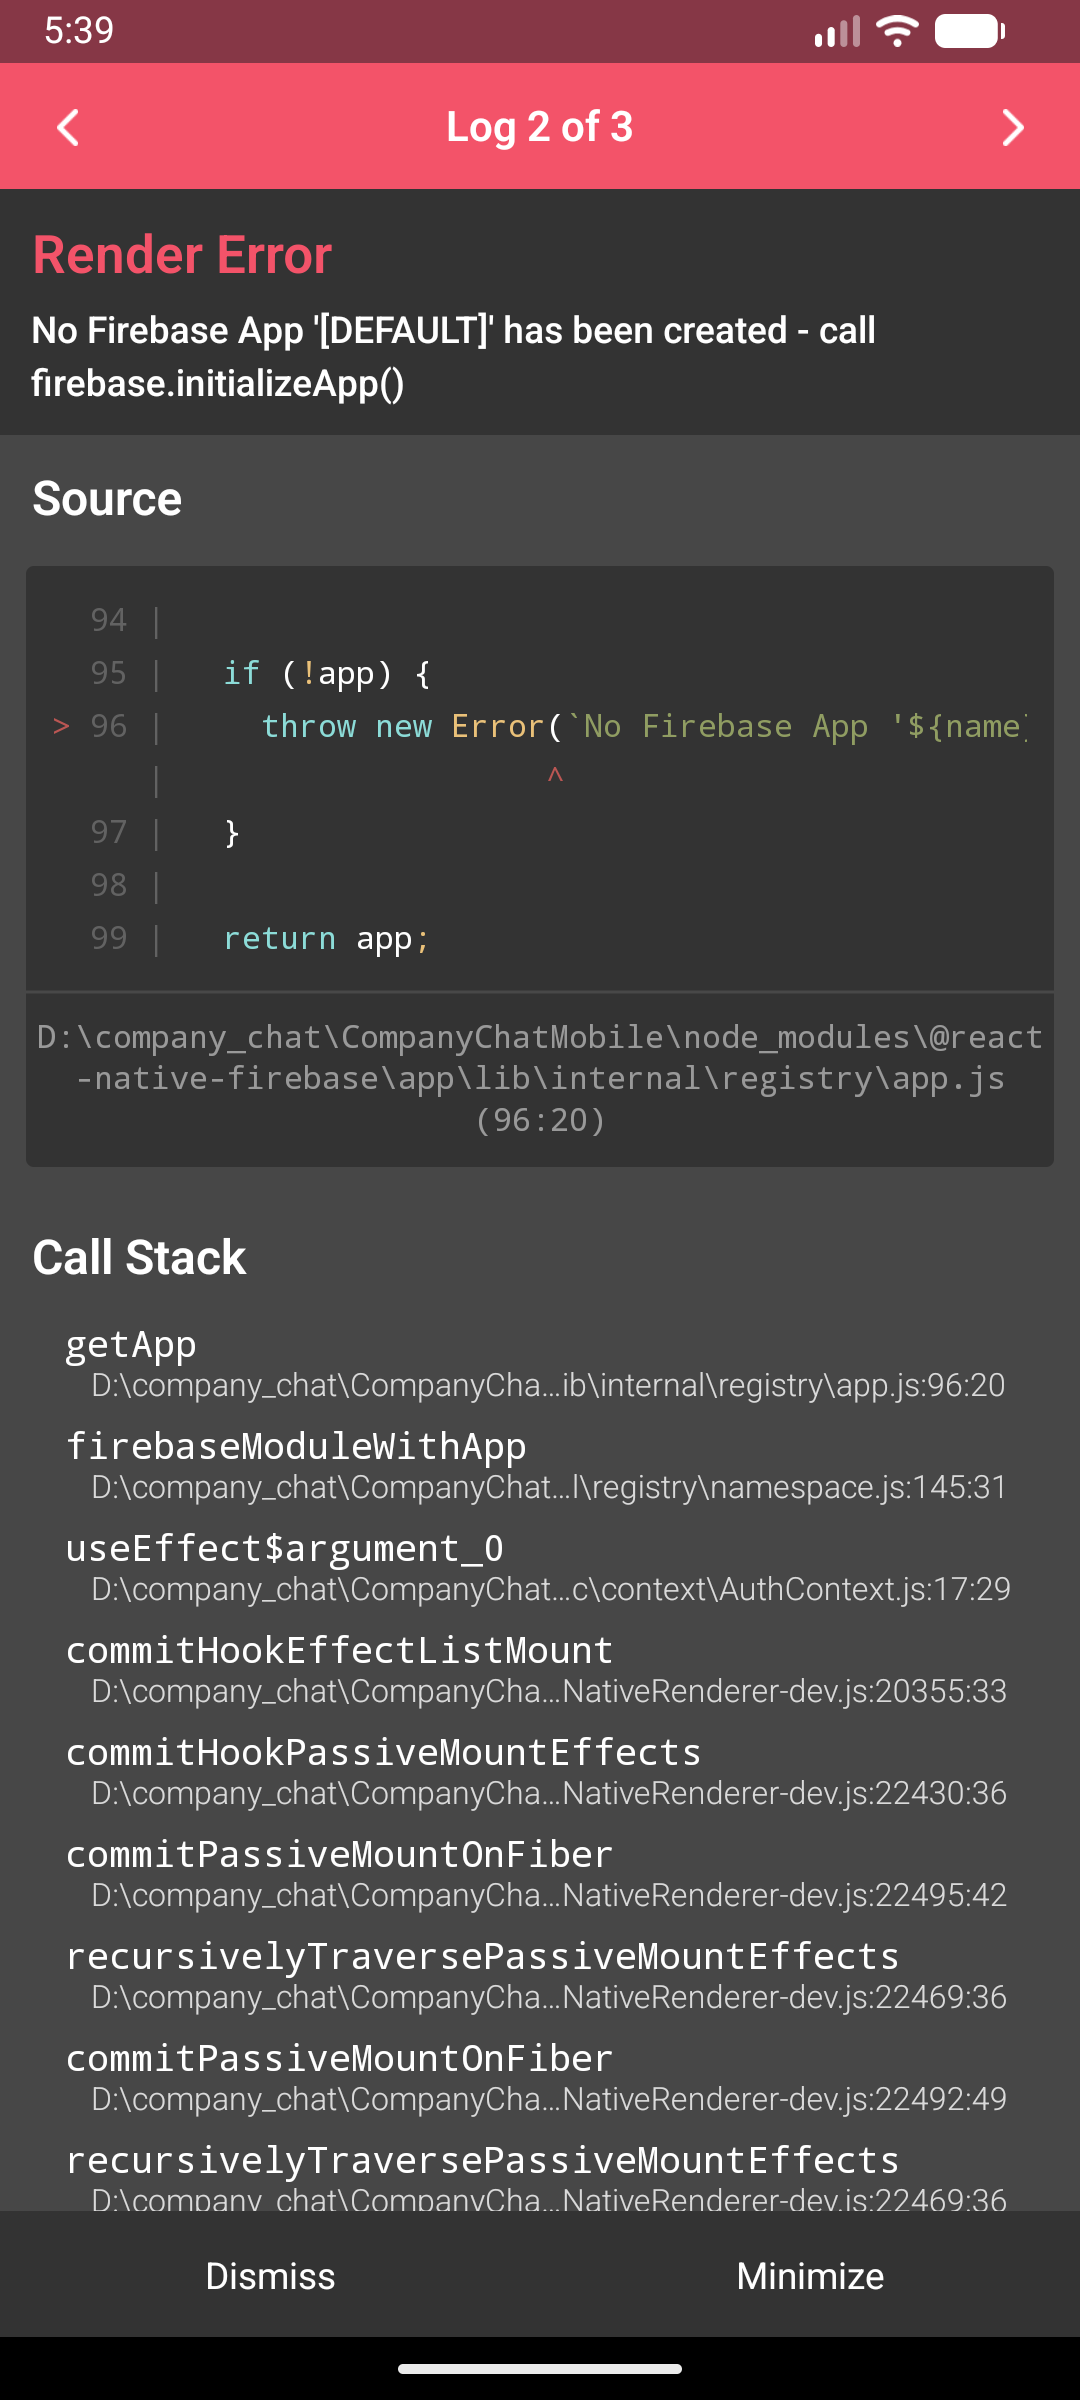 5:39
Log 2 of 3
Render Error
No Firebase App '[DEFAULT]' has been created - call
firebase.initializeApp()
Source
94 |
95 |   if (!app) {
> 96 |     throw new Error(`No Firebase App '${name}
|                    ^
97 |   }
98 |
99 |   return app;
D:\company_chat\CompanyChatMobile\node_modules\@react
-native-firebase\app\lib\internal\registry\app.js
(96:20)
Call Stack
getApp
D:\company_chat\CompanyCha...ib\internal\registry\app.js:96:20
firebaseModuleWithApp
D:\company_chat\CompanyChat...l\registry\namespace.js:145:31
useEffect$argument_0
D:\company_chat\CompanyChat...c\context\AuthContext.js:17:29
commitHookEffectListMount
D:\company_chat\CompanyCha...NativeRenderer-dev.js:20355:33
commitHookPassiveMountEffects
D:\company_chat\CompanyCha...NativeRenderer-dev.js:22430:36
commitPassiveMountOnFiber
D:\company_chat\CompanyCha...NativeRenderer-dev.js:22495:42
recursivelyTraversePassiveMountEffects
D:\company_chat\CompanyCha...NativeRenderer-dev.js:22469:36
commitPassiveMountOnFiber
D:\company_chat\CompanyCha...NativeRenderer-dev.js:22492:49
recursivelyTraversePassiveMountEffects
D:\company_chat\CompanyCha...NativeRenderer-dev.js:22469:36
Dismiss
Minimize